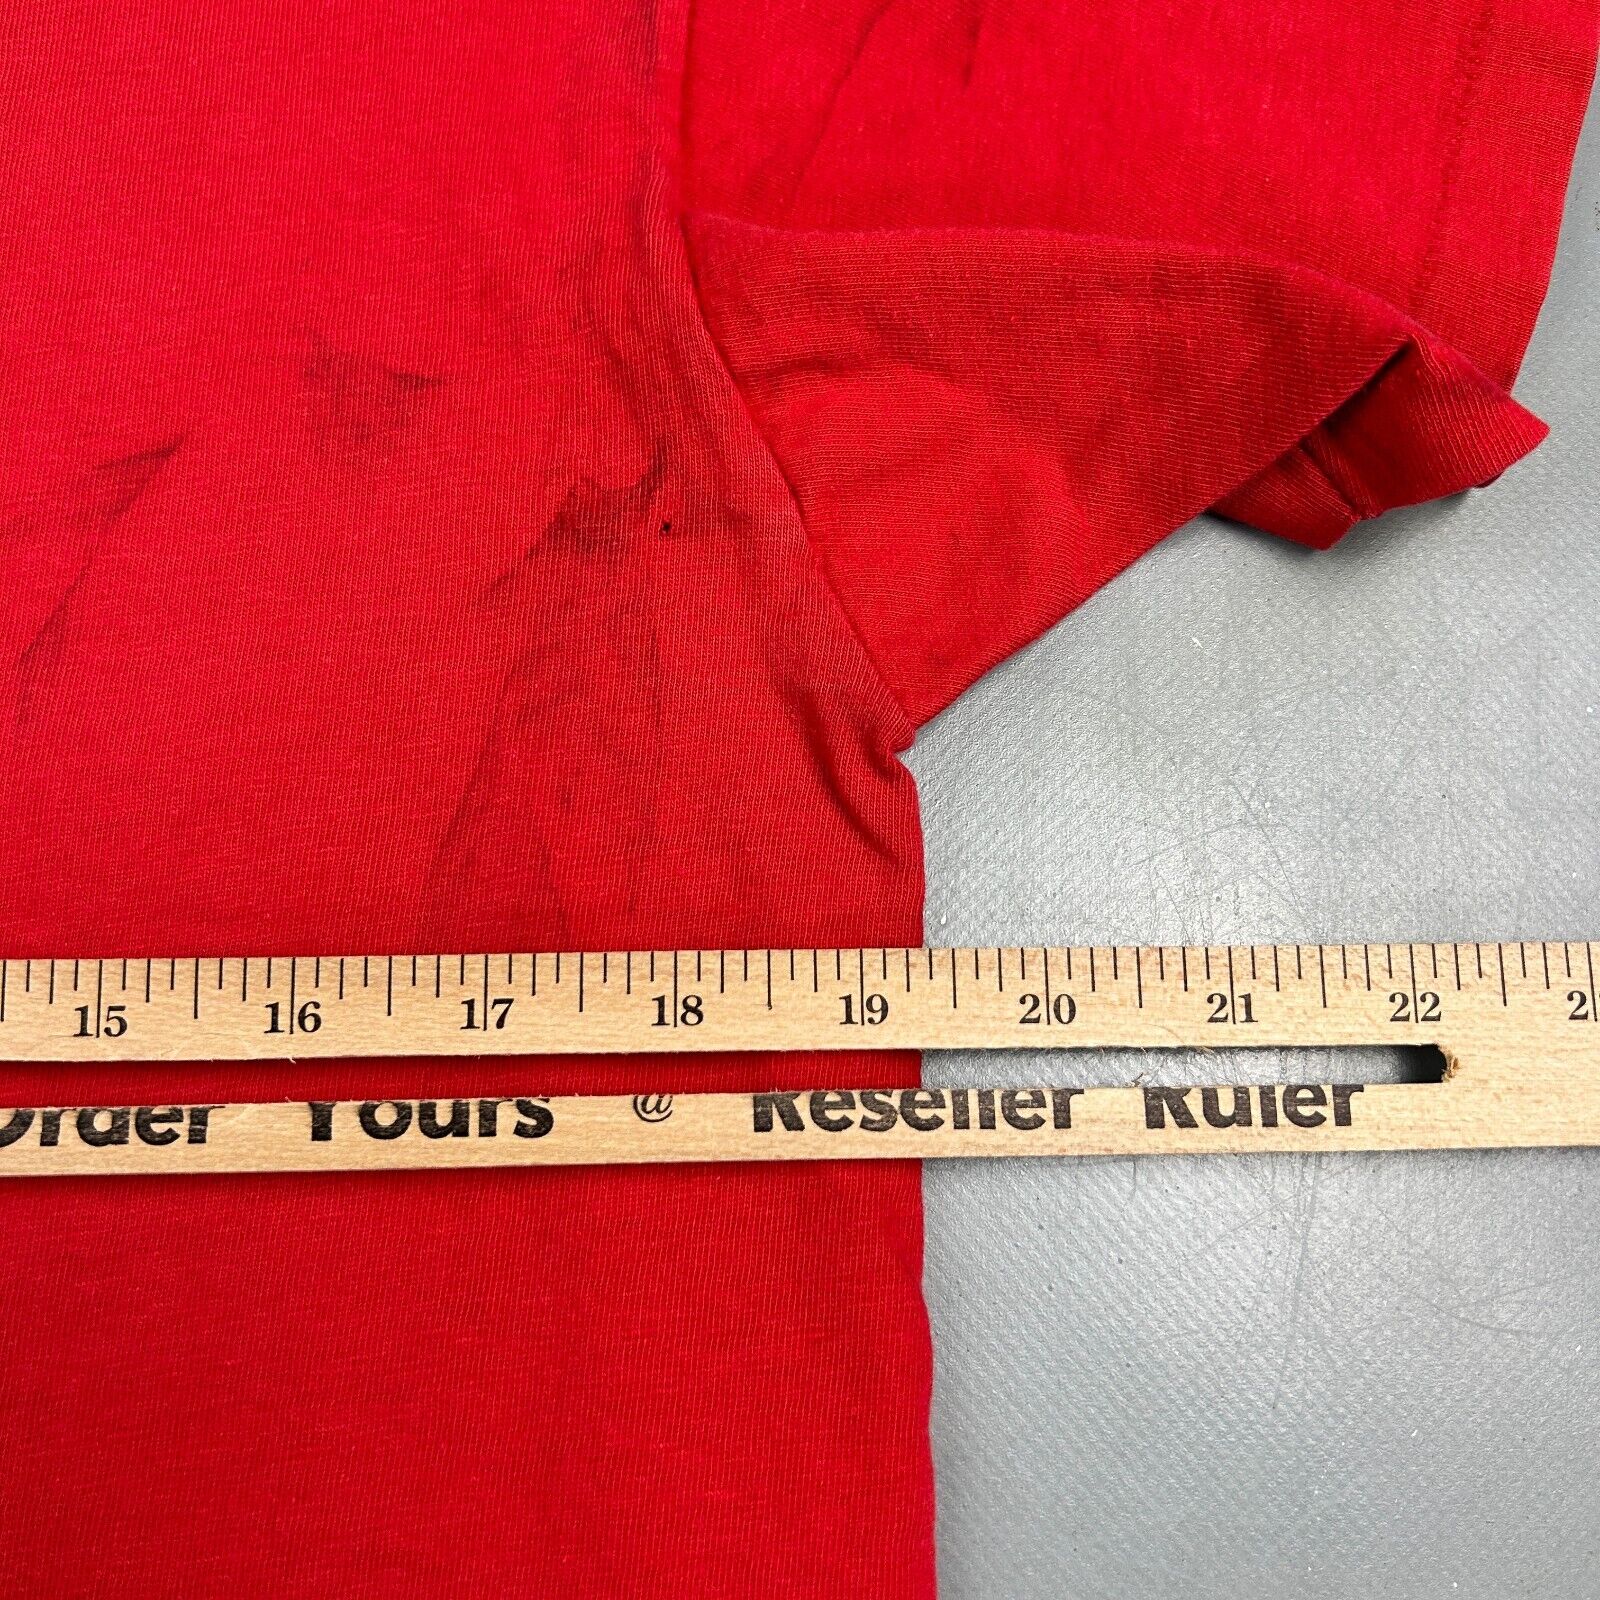 15 16 17 18 19 20 21 22
Order Yours @ Reseller Ruler